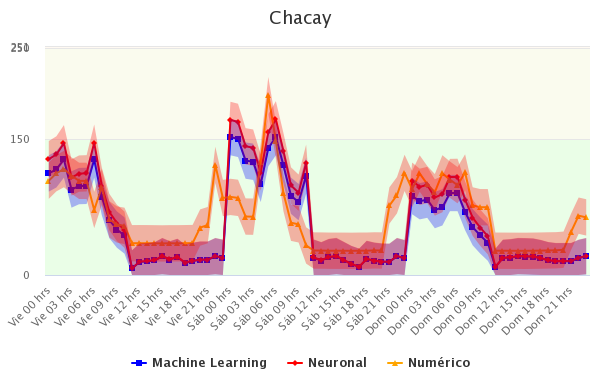 Chacay
250
150
0
Vie 00 hrs
Vie 03 hrs
Vie 06 hrs
Vie 09 hrs
Vie 12 hrs
Vie 15 hrs
Vie 18 hrs
Vie 21 hrs
Sáb 00 hrs
Sáb 03 hrs
Sáb 06 hrs
Sáb 09 hrs
Sáb 12 hrs
Sáb 15 hrs
Sáb 18 hrs
Sáb 21 hrs
Dom 00 hrs
Dom 03 hrs
Dom 06 hrs
Dom 09 hrs
Dom 12 hrs
Dom 15 hrs
Dom 18 hrs
Dom 21 hrs
Machine Learning Neuronal Numérico